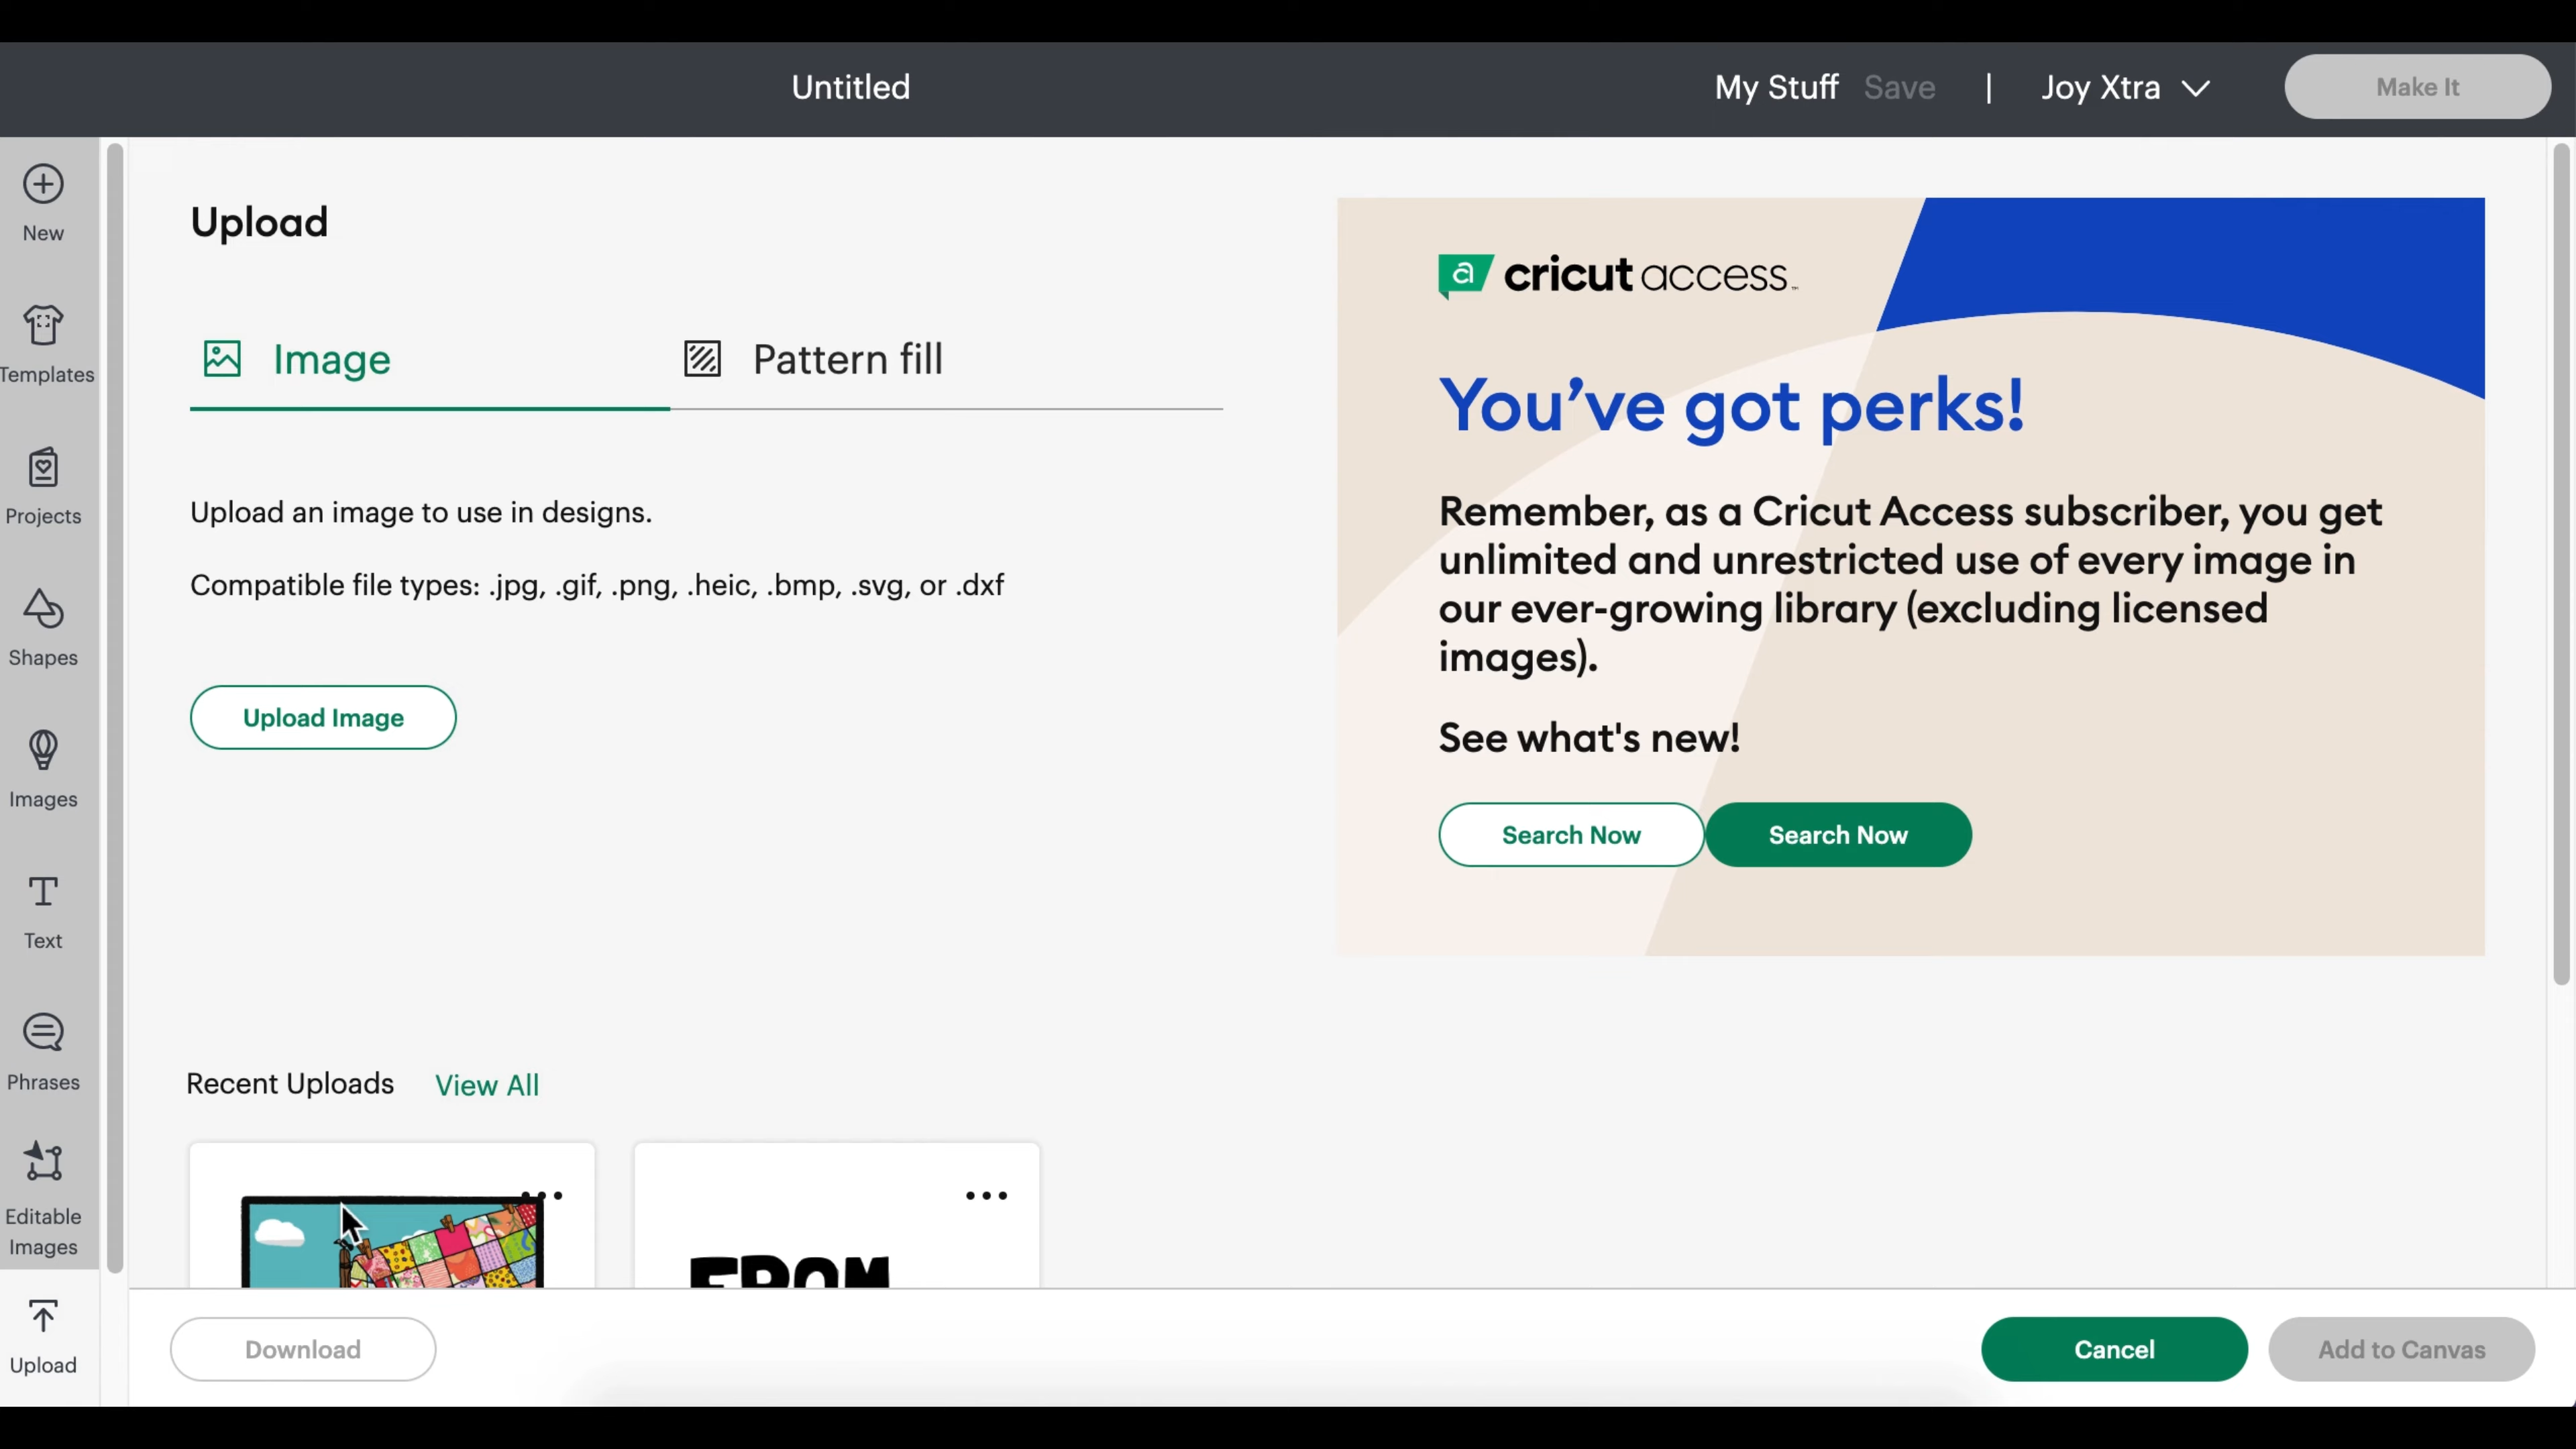 Untitled
My Stuff Save | Joy Xtra
Make It
New
Templates
Projects
Shapes
Images
Text
Phrases
Editable
Images
Upload
Upload
Image
Pattern fill
Upload an image to use in designs.
Compatible file types: .jpg, .gif, .png, .heic, .bmp, .svg, or .dxf
Upload Image
a cricut access™
You’ve got perks!
Remember, as a Cricut Access subscriber, you get
unlimited and unrestricted use of every image in
our ever-growing library (excluding licensed
images).
See what's new!
Search Now
Search Now
Recent Uploads View All
FROM
Download
Cancel
Add to Canvas